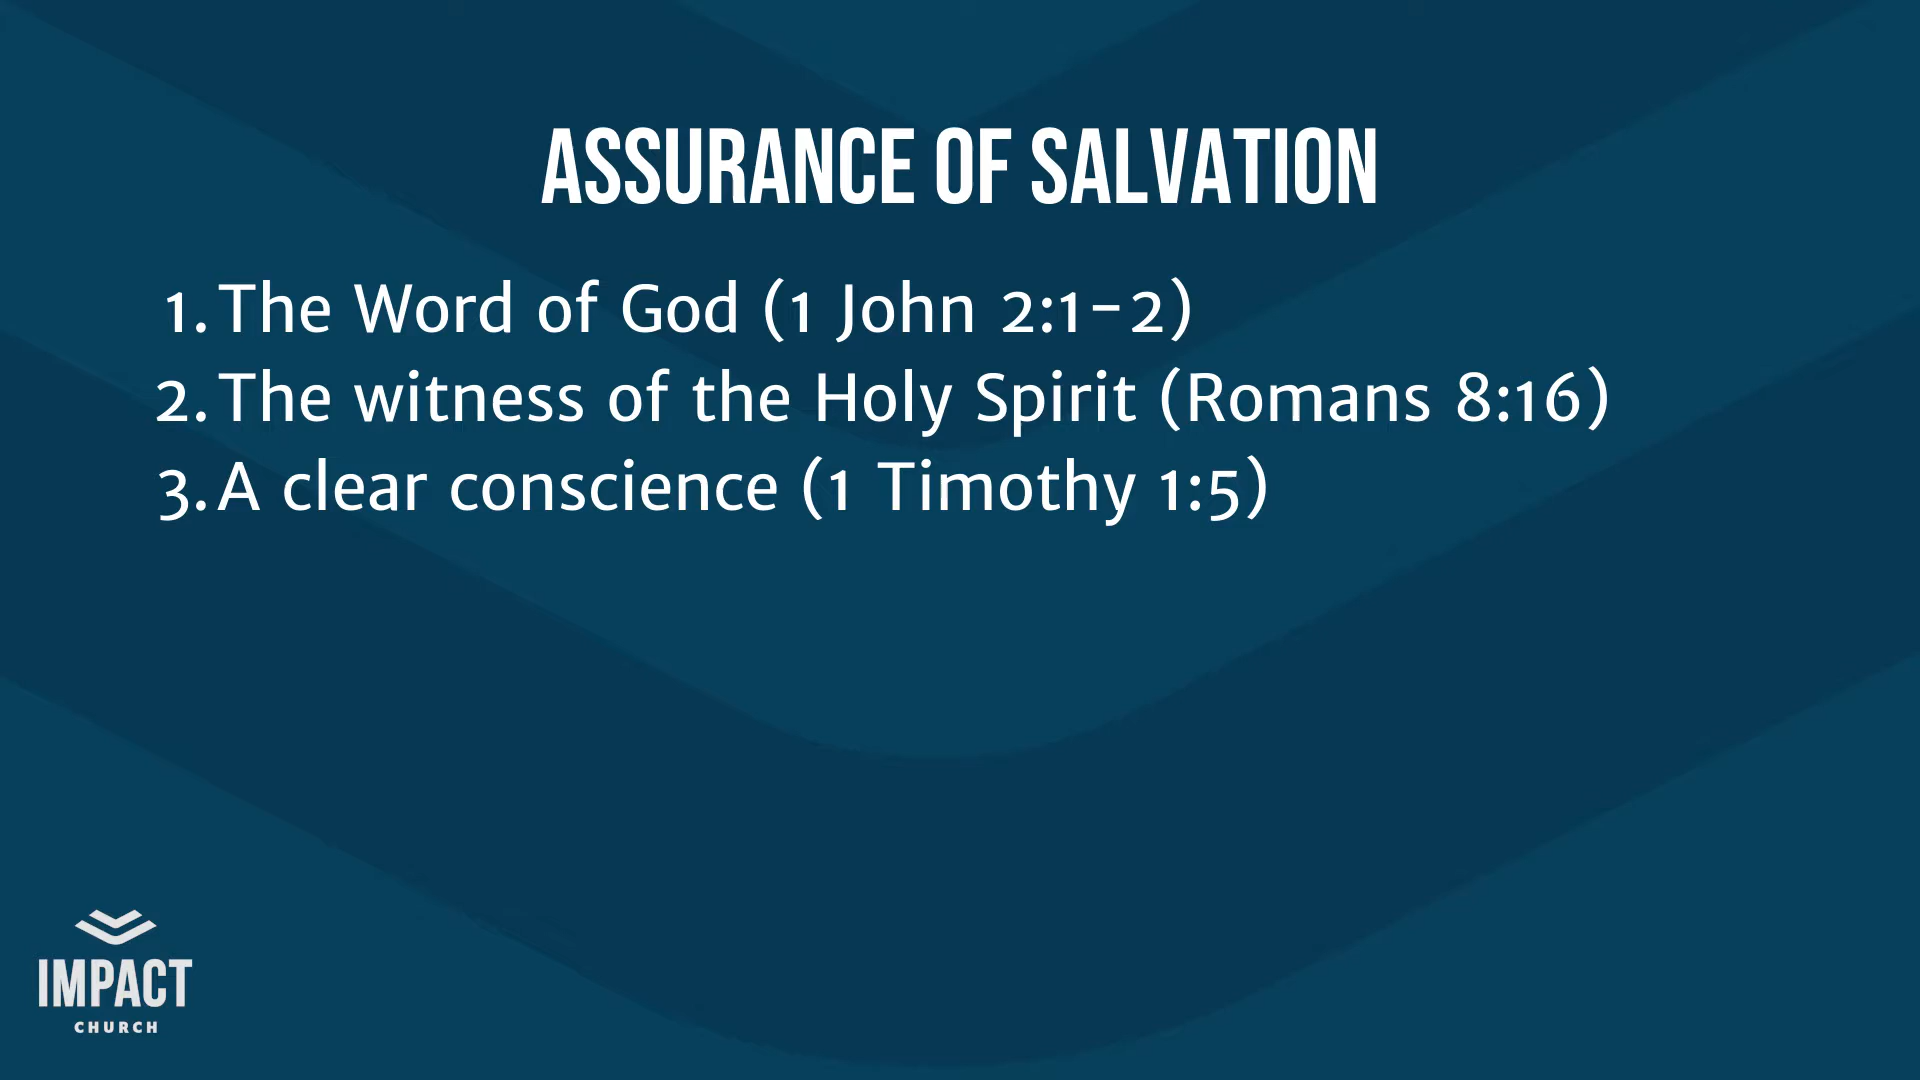 ASSURANCE OF SALVATION
1. The Word of God (1 John 2:1-2)
2. The witness of the Holy Spirit (Romans 8:16)
3. A clear conscience (1 Timothy 1:5)
IMPACT
CHURCH